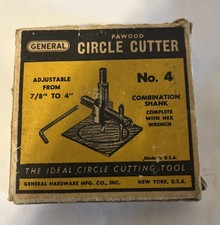 PAWOOD
GENERAL CIRCLE CUTTER
ADJUSTABLE
FROM
7/8" TO 4"
No. 4
COMBINATION
SHANK
COMPLETE
WITH HEX
WRENCH
Made in U.S.A.
THE IDEAL CIRCLE CUTTING TOOL
GENERAL HARDWARE MFG. CO., INC. NEW YORK, U.S.A.